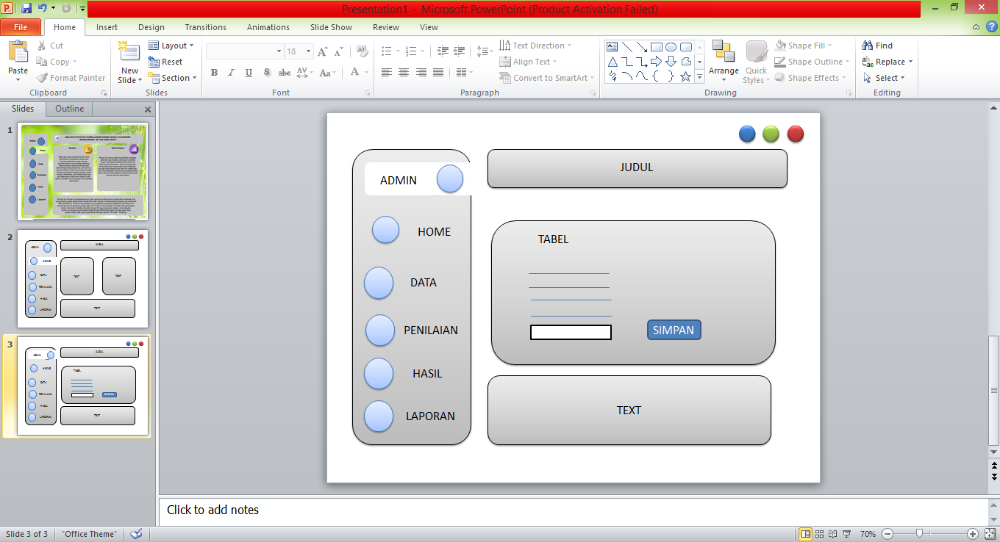 Presentation1 - Microsoft PowerPoint (Product Activation Failed)
File Home Insert Design Transitions Animations Slide Show Review View
Paste
Cut
Copy
Format Painter
Clipboard
New Slide
Layout
Reset
Section
Slides
18
B I U S abc AV Aa A
Font
Text Direction
Align Text
Convert to SmartArt
Paragraph
Arrange
Quick Styles
Shape Fill
Shape Outline
Shape Effects
Drawing
Find
Replace
Select
Editing
Slides Outline
1
2
ADMIN
JUDUL
HOME
DATA
PENILAIAN
HASIL
LAPORAN
TEXT
TEXT
TEXT
3
ADMIN
JUDUL
HOME
DATA
PENILAIAN
HASIL
LAPORAN
TABEL
SIMPAN
TEXT
ADMIN
HOME
DATA
PENILAIAN
HASIL
LAPORAN
JUDUL
TABEL
SIMPAN
TEXT
Click to add notes
Slide 3 of 3 "Office Theme" 70%